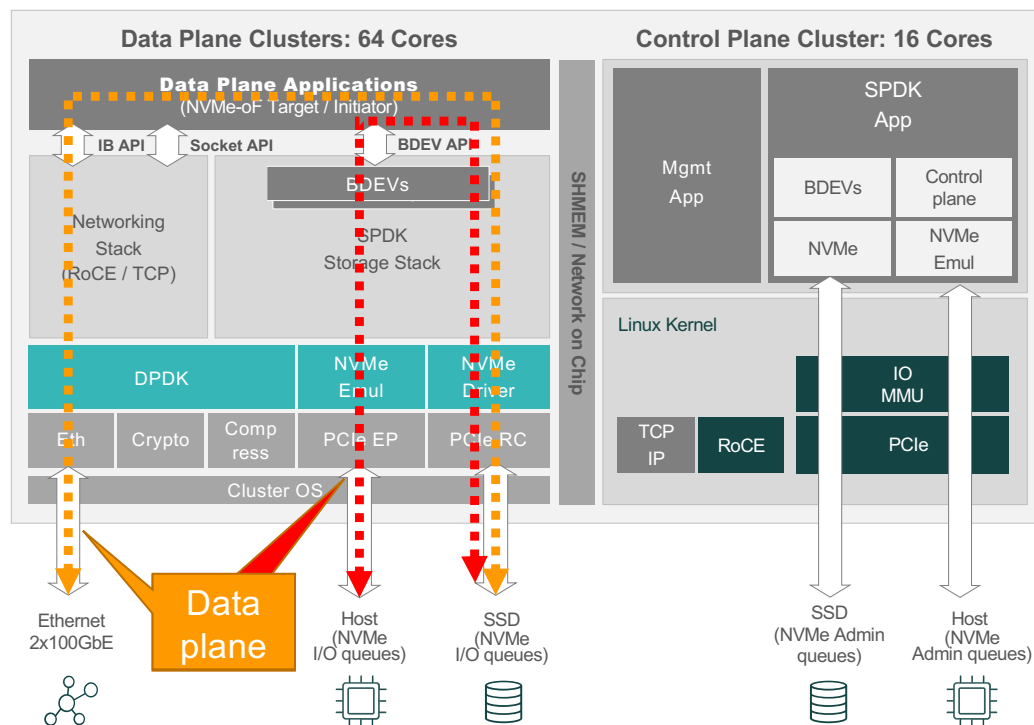 Data Plane Clusters: 64 Cores
Data Plane Applications
(NVMe-oF Target / Initiator)
IB API
Socket API
BDEV API
BDEVs
Networking
Stack
(RoCE / TCP)
SPDK
Storage Stack
DPDK
NVMe
Emul
NVMe
Driver
Eth
Crypto
Comp
ress
PCIe EP
PCIe RC
Cluster OS
SHMEM / Network on Chip
Control Plane Cluster: 16 Cores
Mgmt
App
SPDK
App
BDEVs
Control
plane
NVMe
NVMe
Emul
Linux Kernel
IO
MMU
TCP
IP
RoCE
PCIe
Data
plane
Ethernet
2x100GbE
Host
(NVMe
I/O queues)
SSD
(NVMe
I/O queues)
SSD
(NVMe Admin
queues)
Host
(NVMe
Admin queues)